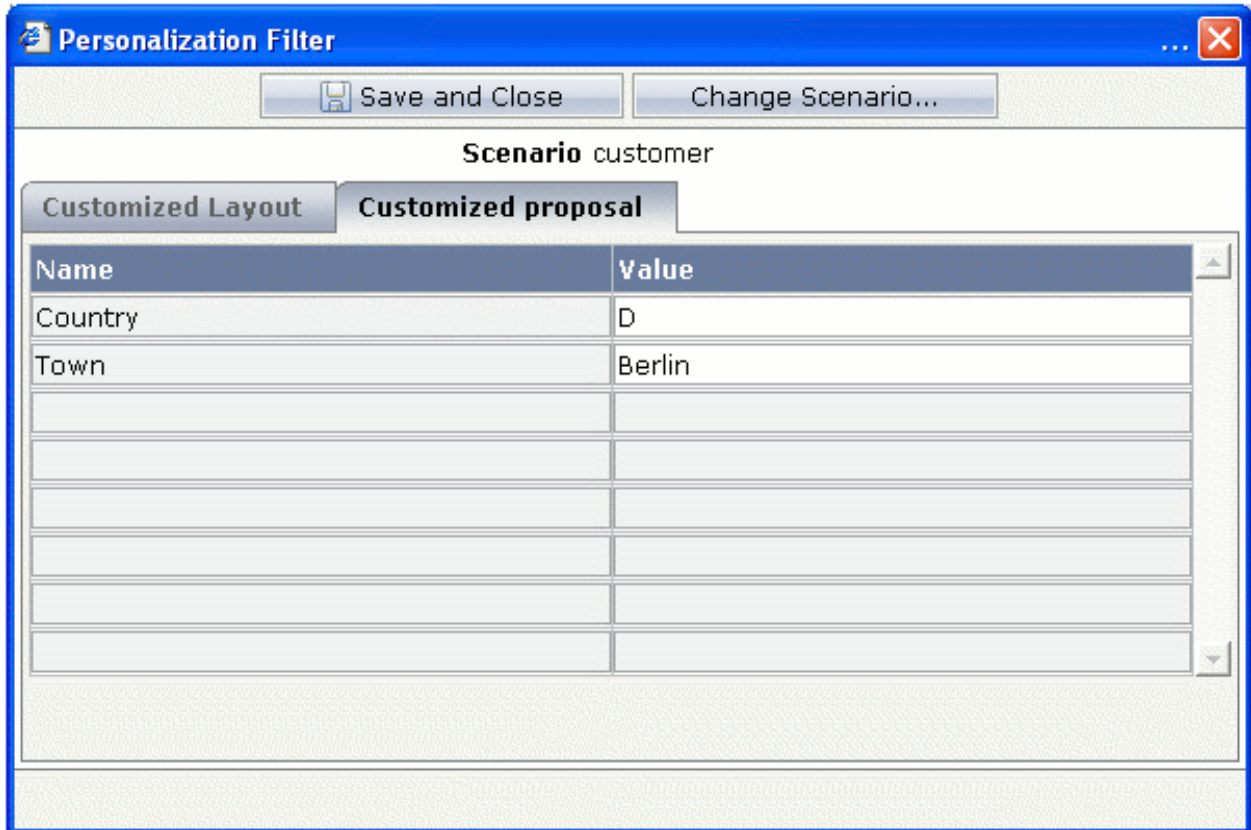 Personalization Filter ...
Save and Close Change Scenario...
Scenario customer
Customized Layout Customized proposal
Name Value
Country D
Town Berlin